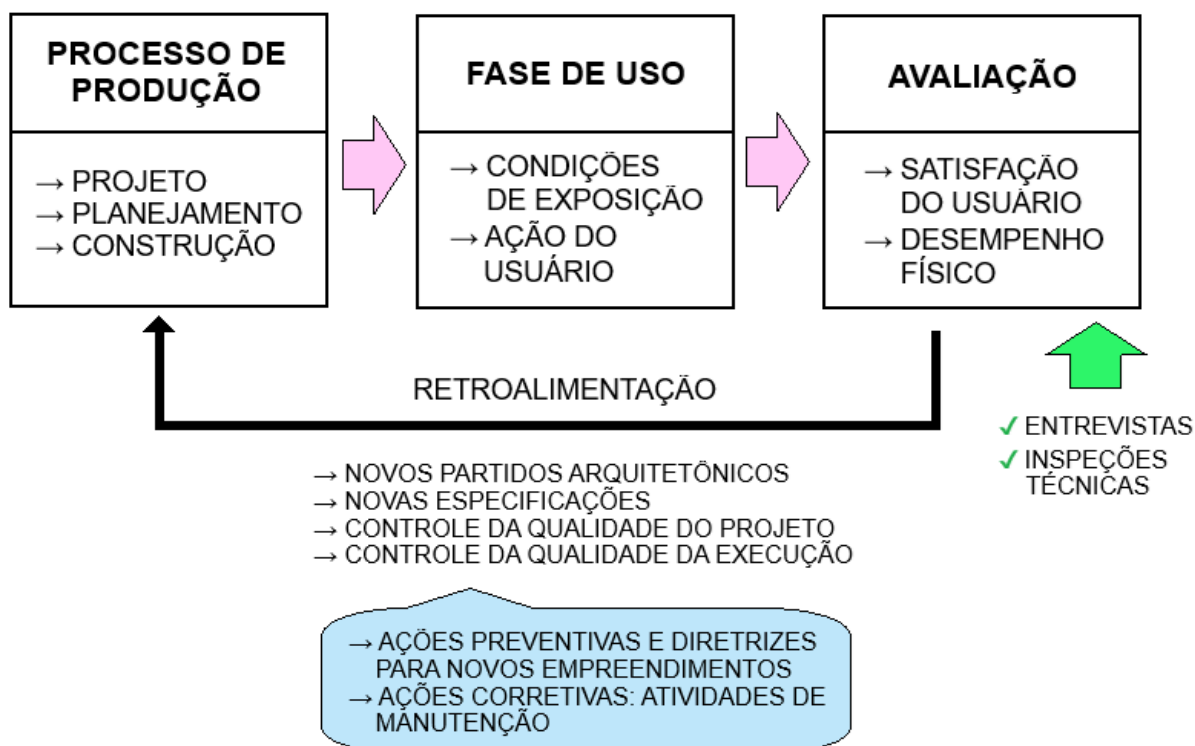 PROCESSO DE
PRODUÇÃO
→ PROJETO
→ PLANEJAMENTO
→ CONSTRUÇÃO
FASE DE USO
→ CONDIÇÕES
DE EXPOSIÇÃO
→ AÇÃO DO
USUÁRIO
AVALIAÇÃO
→ SATISFAÇÃO
DO USUÁRIO
→ DESEMPENHO
FÍSICO
RETROALIMENTAÇÃO
✓ ENTREVISTAS
✓ INSPEÇÕES
TÉCNICAS
→ NOVOS PARTIDOS ARQUITETÔNICOS
→ NOVAS ESPECIFICAÇÕES
→ CONTROLE DA QUALIDADE DO PROJETO
→ CONTROLE DA QUALIDADE DA EXECUÇÃO
→ AÇÕES PREVENTIVAS E DIRETRIZES
PARA NOVOS EMPREENDIMENTOS
→ AÇÕES CORRETIVAS: ATIVIDADES DE
MANUTENÇÃO